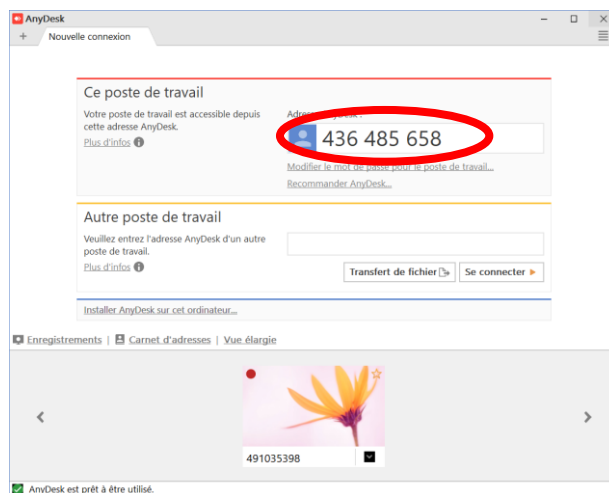 AnyDesk
Nouvelle connexion
Ce poste de travail
Votre poste de travail est accessible depuis
cette adresse AnyDesk.
Plus d'infos
Adresse AnyDesk :
436 485 658
Modifier le mot de passe pour le poste de travail...
Recommander AnyDesk...
Autre poste de travail
Veuillez entrez l'adresse AnyDesk d'un autre
poste de travail.
Plus d'infos
Transfert de fichier
Se connecter
Installer AnyDesk sur cet ordinateur...
Enregistrements | Carnet d'adresses | Vue élargie
491035398
AnyDesk est prêt à être utilisé.